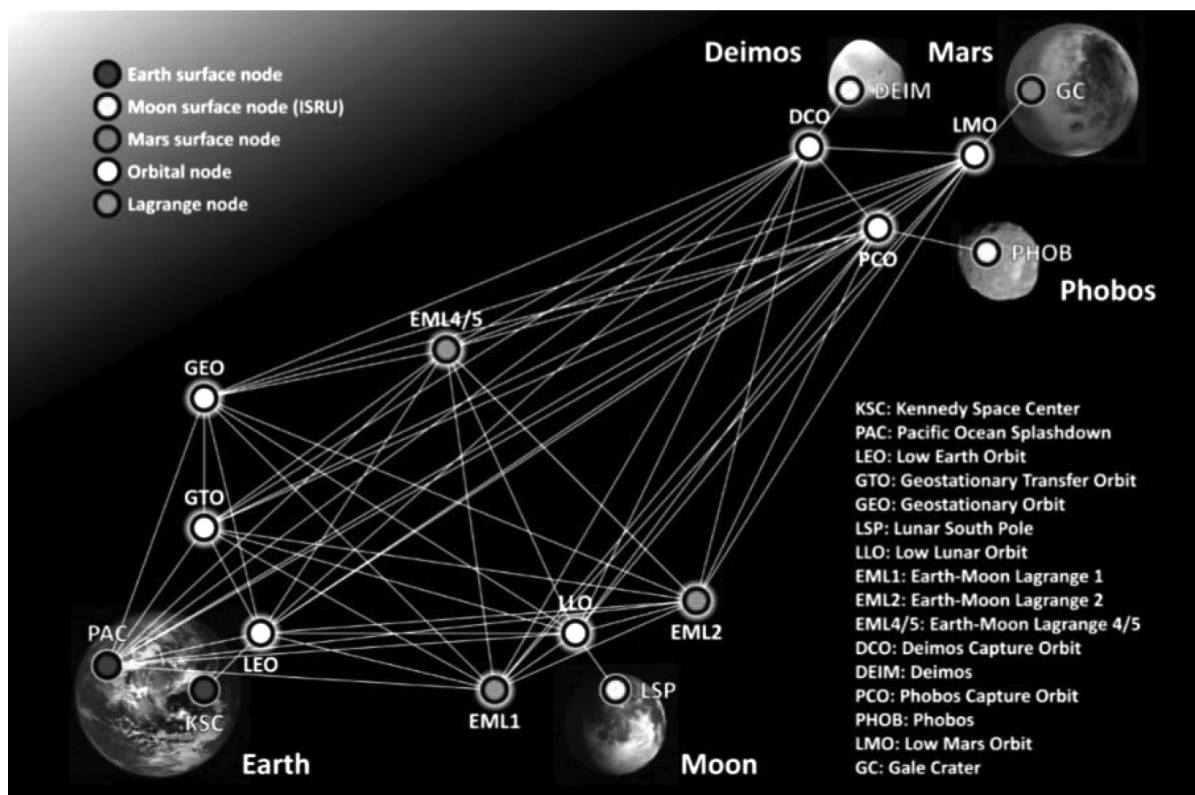 Deimos
Mars
Earth surface node
Moon surface node (ISRU)
Mars surface node
Orbital node
Lagrange node
DEIM
GC
DCO
LMO
PCO
PHOB
Phobos
EML4/5
GEO
GTO
LLO
EML2
PAC
LEO
KSC
EML1
LSP
Earth
Moon
KSC: Kennedy Space Center
PAC: Pacific Ocean Splashdown
LEO: Low Earth Orbit
GTO: Geostationary Transfer Orbit
GEO: Geostationary Orbit
LSP: Lunar South Pole
LLO: Low Lunar Orbit
EML1: Earth-Moon Lagrange 1
EML2: Earth-Moon Lagrange 2
EML4/5: Earth-Moon Lagrange 4/5
DCO: Deimos Capture Orbit
DEIM: Deimos
PCO: Phobos Capture Orbit
PHOB: Phobos
LMO: Low Mars Orbit
GC: Gale Crater